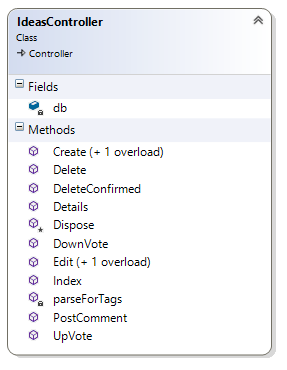 IdeasController
Class
Controller
Fields
db
Methods
Create (+ 1 overload)
Delete
DeleteConfirmed
Details
Dispose
DownVote
Edit (+ 1 overload)
Index
parseForTags
PostComment
UpVote